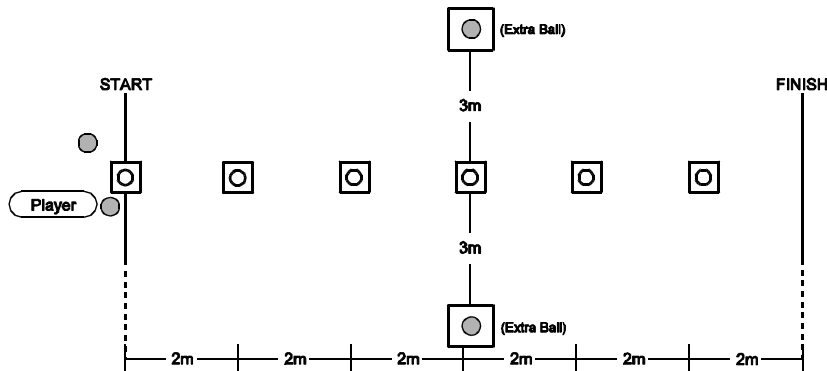 (Extra Ball)
START
FINISH
3m
Player
3m
(Extra Ball)
2m 2m 2m 2m 2m 2m